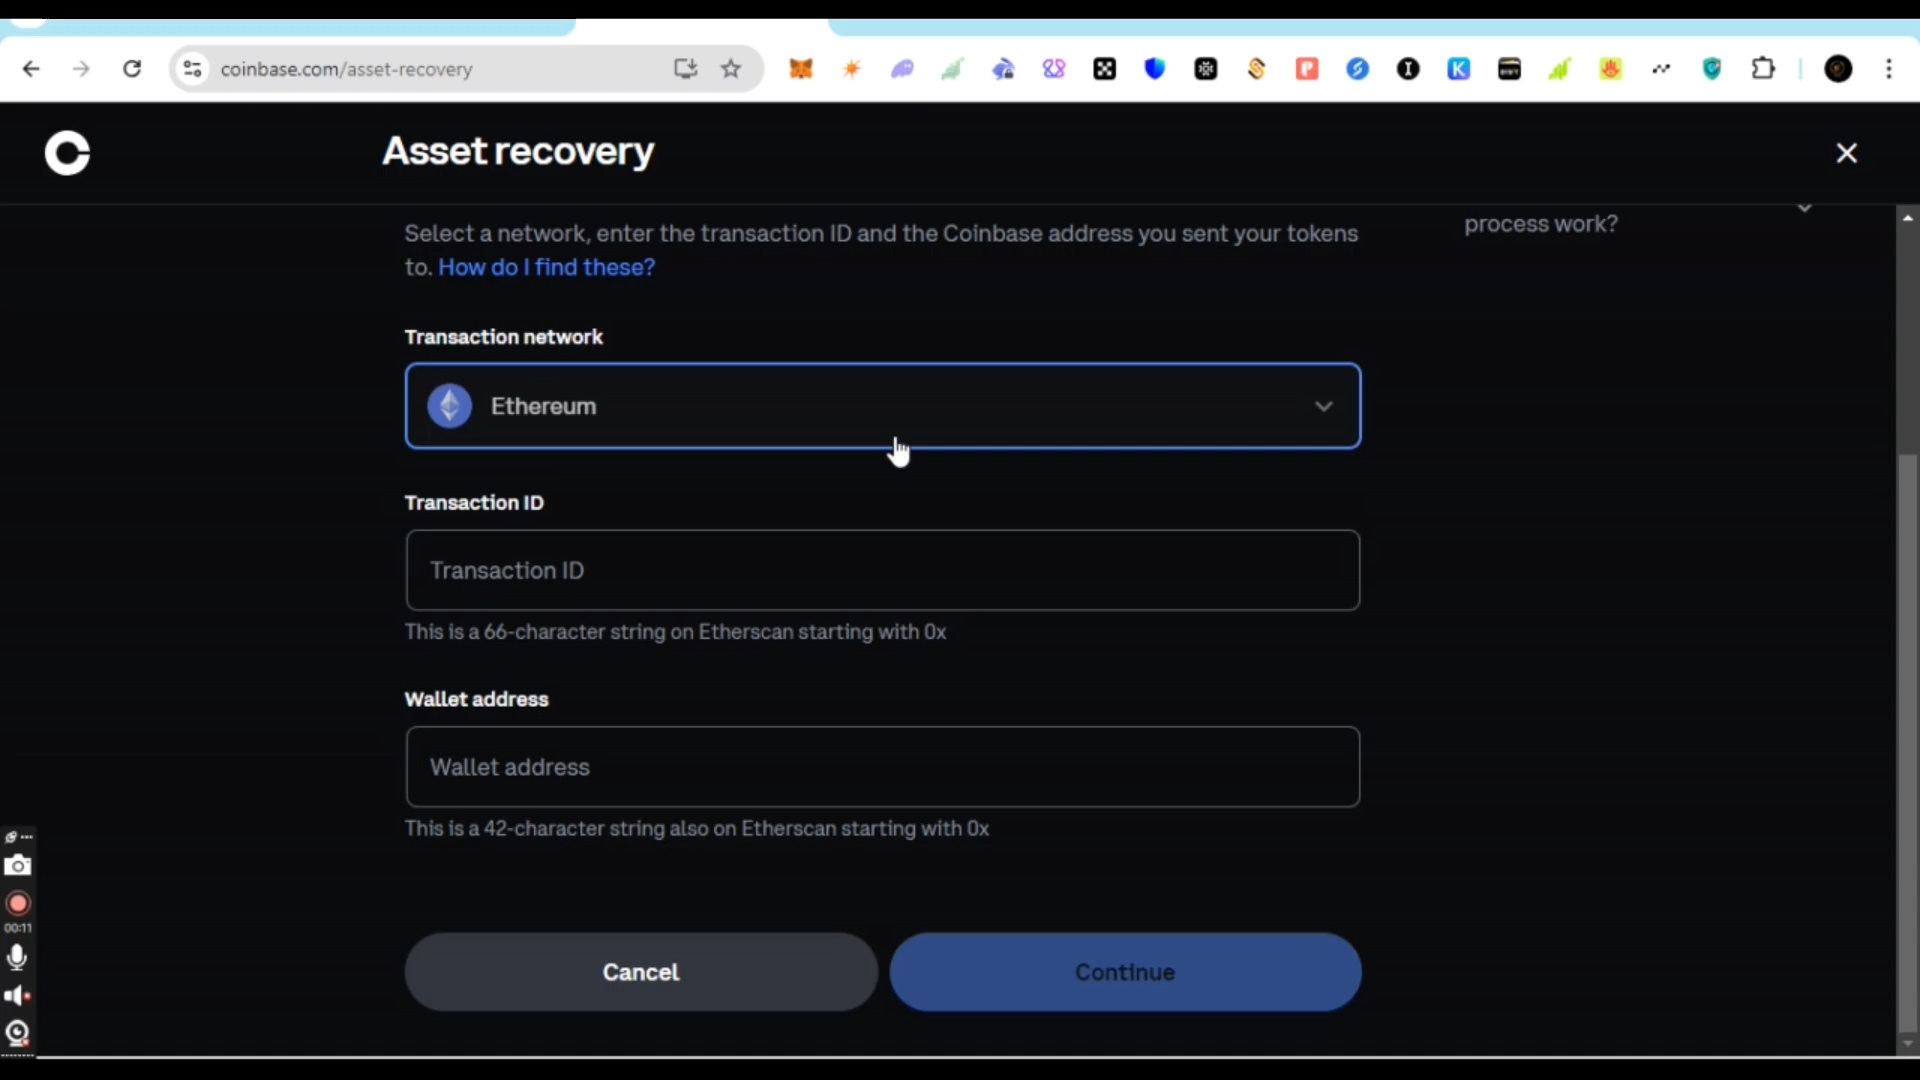 coinbase.com/asset-recovery
Asset recovery
Select a network, enter the transaction ID and the Coinbase address you sent your tokens
to. How do I find these?
process work?
Transaction network
Ethereum
Transaction ID
Transaction ID
This is a 66-character string on Etherscan starting with 0x
Wallet address
Wallet address
This is a 42-character string also on Etherscan starting with 0x
00:11
Cancel
Continue